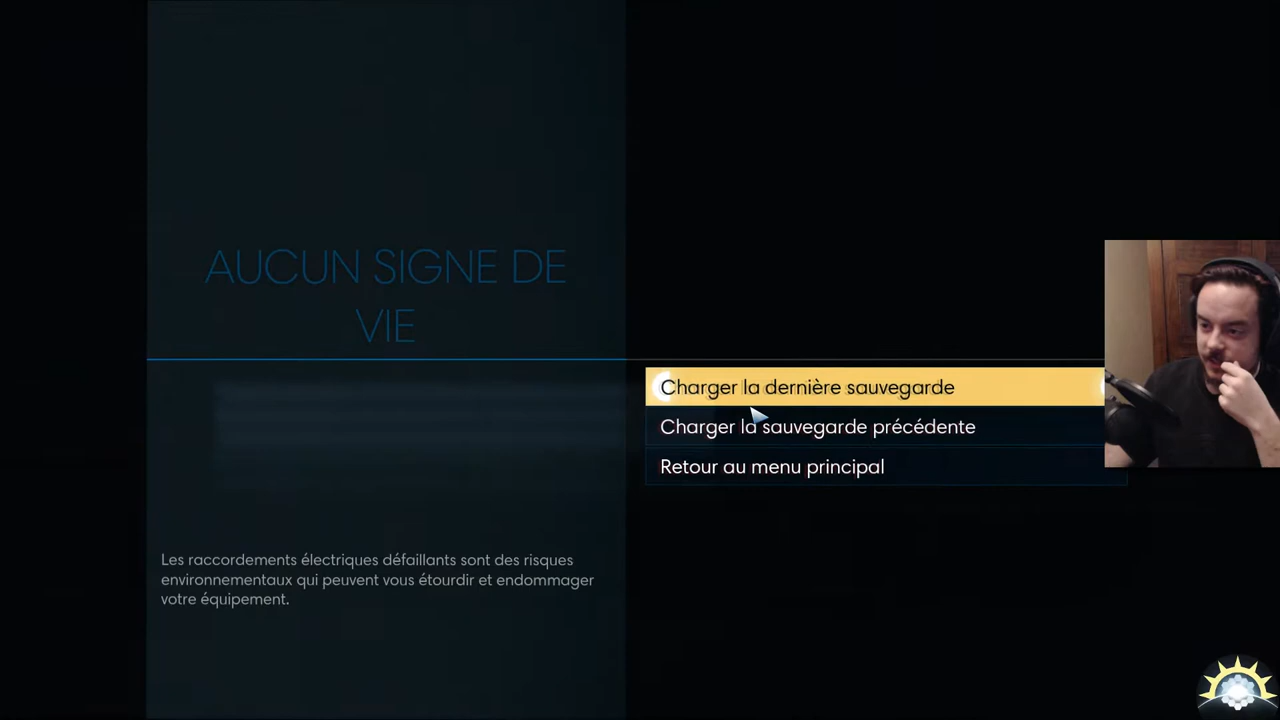 AUCUN SIGNE DE
VIE
Charger la dernière sauvegarde
Charger la sauvegarde précédente
Retour au menu principal
Les raccordements électriques défaillants sont des risques
environnementaux qui peuvent vous étourdir et endommager
votre équipement.